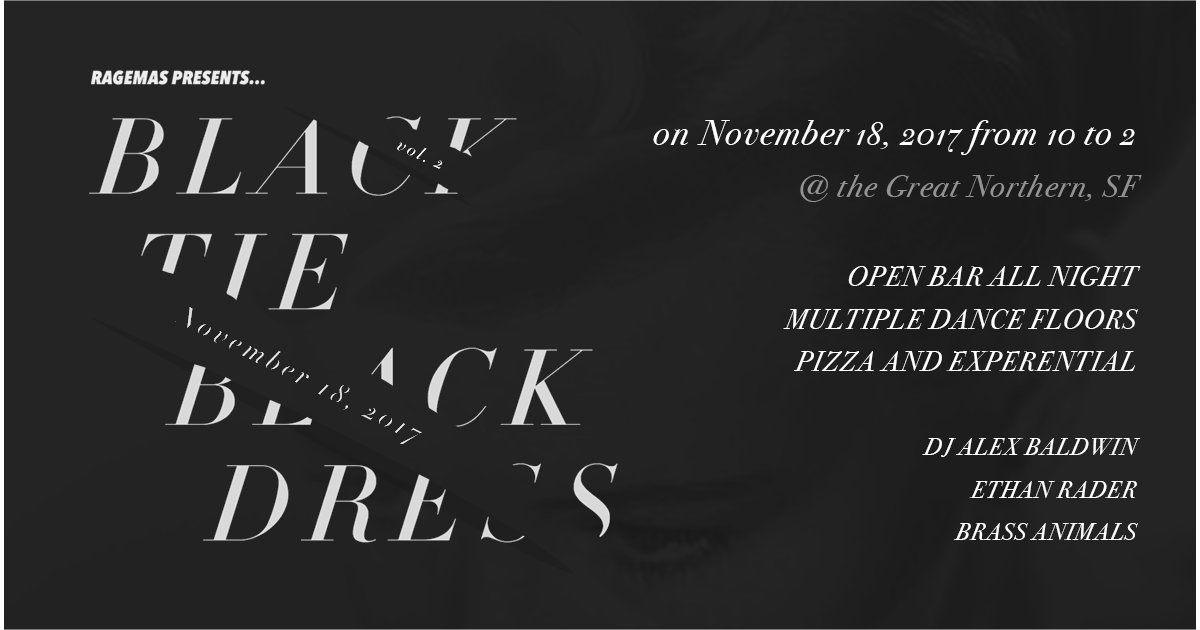 RAGEMAS PRESENTS...
BLACK
vol. 2
TIE
November 18, 2017
BLACK
DRESS
on November 18, 2017 from 10 to 2
@ the Great Northern, SF
OPEN BAR ALL NIGHT
MULTIPLE DANCE FLOORS
PIZZA AND EXPERENTIAL
DJ ALEX BALDWIN
ETHAN RADER
BRASS ANIMALS